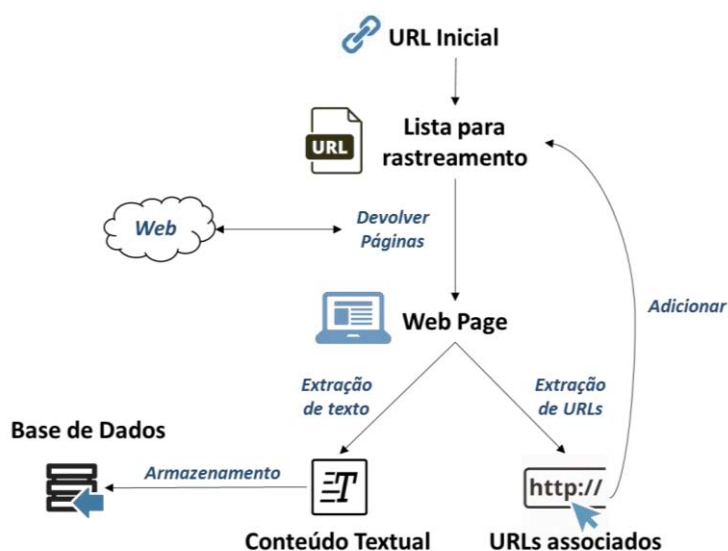 URL Inicial
URL
Lista para
rastreamento
Web
Devolver
Páginas
Adicionar
Web Page
Extração
de texto
Extração
de URLs
Base de Dados
Armazenamento
T
http://
Conteúdo Textual
URLs associados